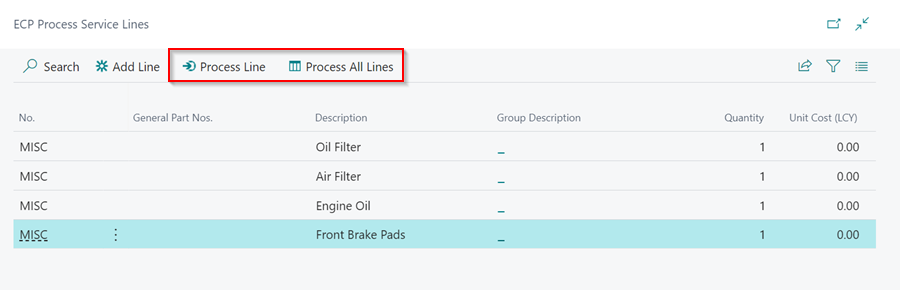 ECP Process Service Lines
Search Add Line Process Line Process All Lines
No. General Part Nos. Description Group Description Quantity Unit Cost (LCY)
MISC Oil Filter _ 1 0.00
MISC Air Filter _ 1 0.00
MISC Engine Oil _ 1 0.00
MISC Front Brake Pads _ 1 0.00